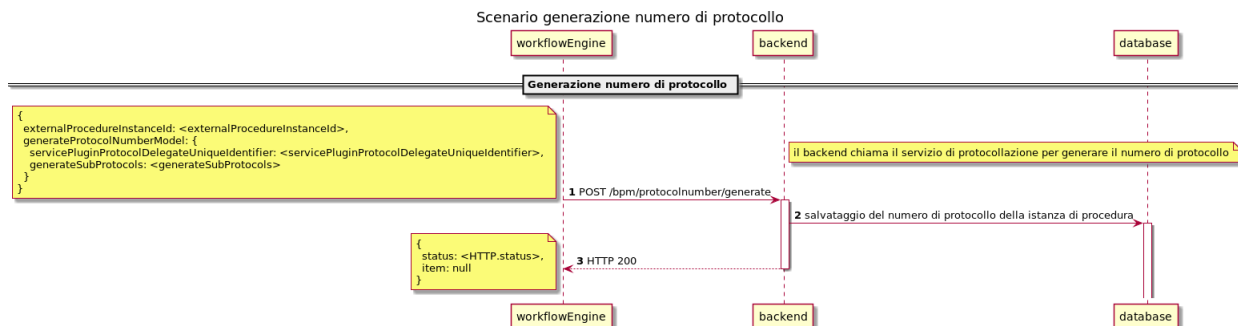 Scenario generazione numero di protocollo
workflowEngine
backend
database
Generazione numero di protocollo
{
externalProcedureInstanceId: <externalProcedureInstanceId>,
generateProtocolNumberModel: {
servicePluginProtocolDelegateUniqueIdentifier: <servicePluginProtocolDelegateUniqueIdentifier>,
generateSubProtocols: <generateSubProtocols>
}
}
il backend chiama il servizio di protocollazione per generare il numero di protocollo
1 POST /bpm/protocolnumber/generate
2 salvataggio del numero di protocollo della istanza di procedura
{
status: <HTTP.status>,
item: null
}
3 HTTP 200
workflowEngine
backend
database